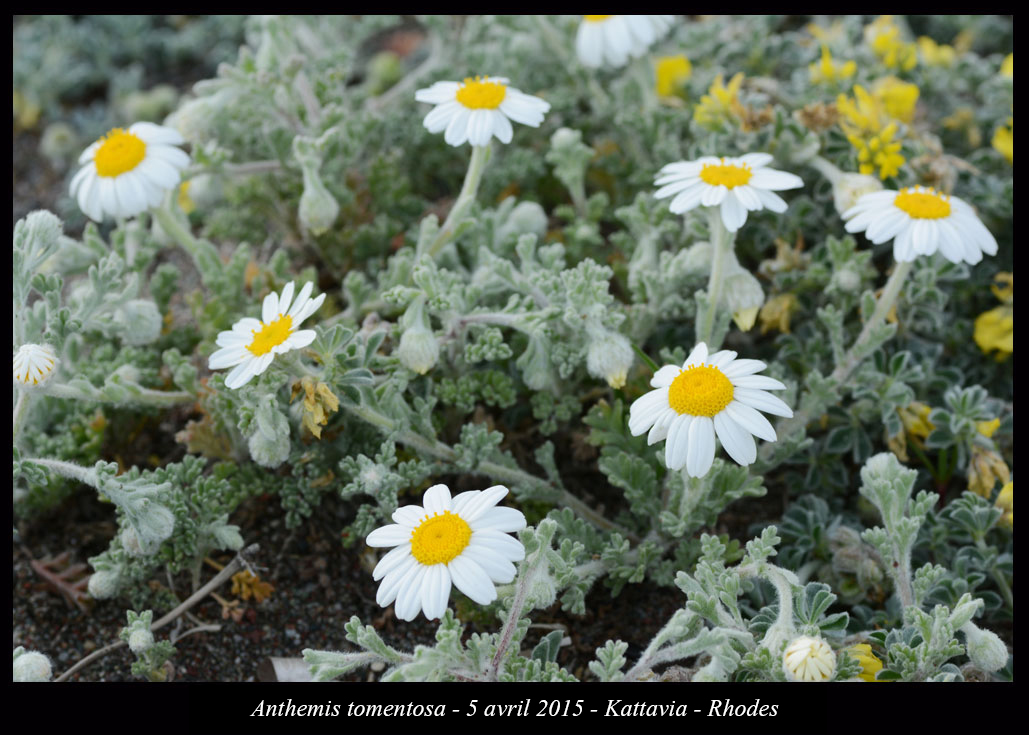 Anthemis tomentosa - 5 avril 2015 - Kattavia - Rhodes